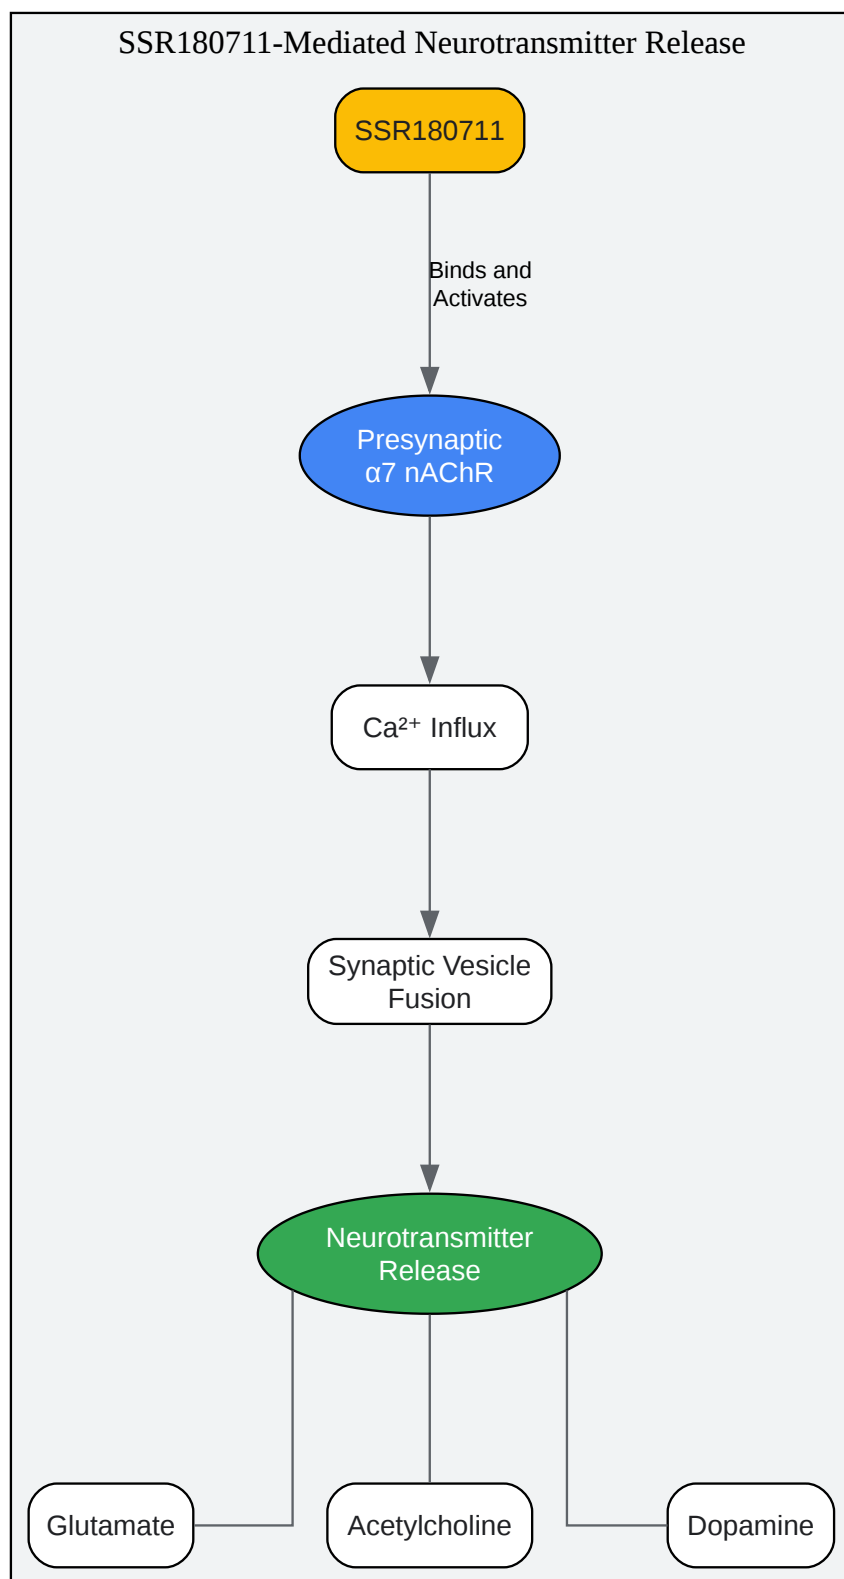 SSR180711-Mediated Neurotransmitter Release
SSR180711
Binds and
Activates
Presynaptic
α7 nAChR
Ca²⁺ Influx
Synaptic Vesicle
Fusion
Neurotransmitter
Release
Glutamate
Acetylcholine
Dopamine